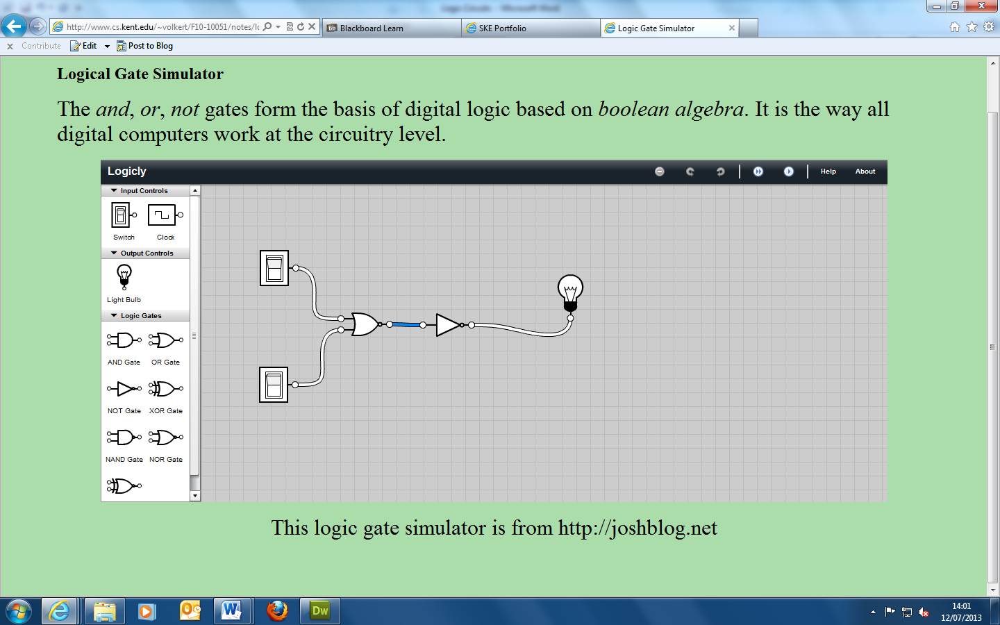 Logic Circuits - Microsoft Word
http://www.cs.kent.edu/~volkert/F10-10051/notes/lo
Blackboard Learn
SKE Portfolio
Logic Gate Simulator
x Contribute Edit Post to Blog
Logical Gate Simulator
The and, or, not gates form the basis of digital logic based on boolean algebra. It is the way all
digital computers work at the circuitry level.
Logicly
Help
About
Input Controls
Switch
Clock
Output Controls
Light Bulb
Logic Gates
AND Gate
OR Gate
NOT Gate
XOR Gate
NAND Gate
NOR Gate
This logic gate simulator is from http://joshblog.net
Dw
14:01
12/07/2013